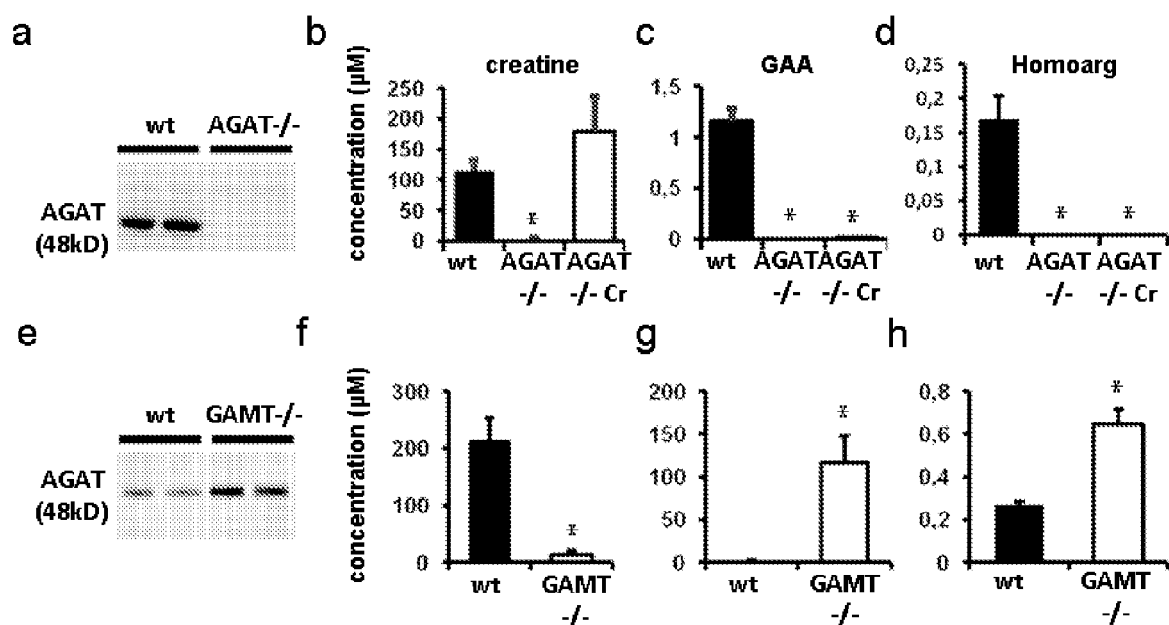 a
wt AGAT-/-
AGAT
(48kD)
b
creatine
concentration (µM)
250
200
150
100
50
0
*
wt AGAT AGAT
-/- -/- Cr
c
GAA
1,5
1
0,5
0
* *
wt AGAT AGAT
-/- -/- Cr
d
Homoarg
0,25
0,2
0,15
0,1
0,05
0
* *
wt AGAT AGAT
-/- -/- Cr
e
wt GAMT-/-
AGAT
(48kD)
f
concentration (µM)
300
200
100
0
*
wt GAMT
-/-
g
200
150
100
50
0
*
wt GAMT
-/-
h
0,8
0,6
0,4
0,2
0
*
wt GAMT
-/-